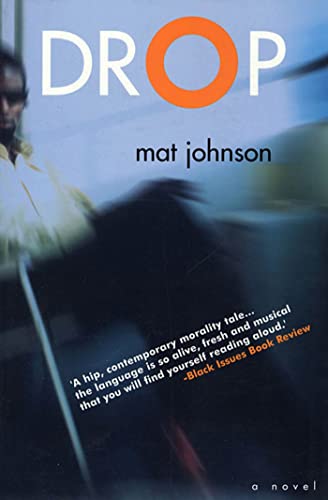 DROP
mat johnson
'A hip, contemporary morality tale...
the language is so alive, fresh and musical
that you will find yourself reading aloud.'
-Black Issues Book Review
a novel